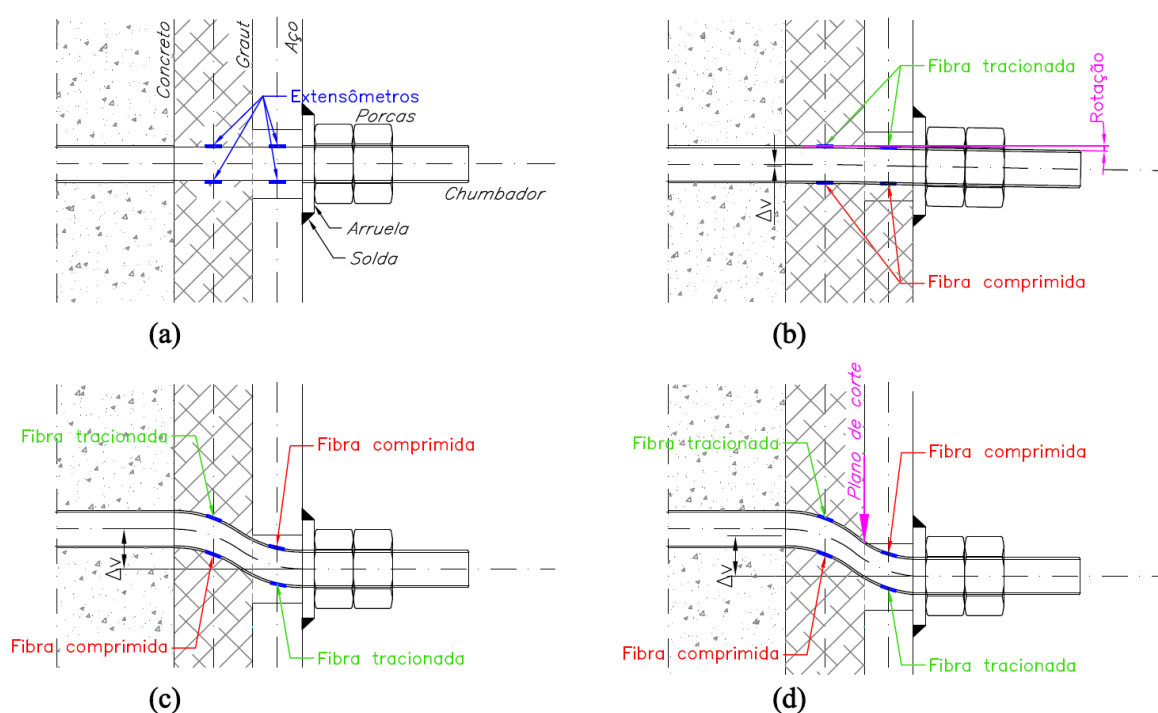 Concreto
Graut
Aço
Extensômetros
Porcas
Chumbador
Arruela
Solda
(a)
Fibra tracionada
Rotação
Δv
Fibra comprimida
(b)
Fibra tracionada
Fibra comprimida
Δv
Fibra comprimida
Fibra tracionada
(c)
Plano de corte
Fibra tracionada
Fibra comprimida
Δv
Fibra comprimida
Fibra tracionada
(d)